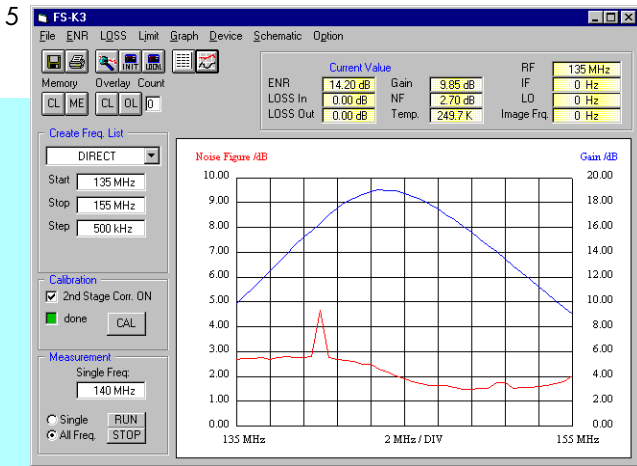 5
FS-K3
File ENR LOSS Limit Graph Device Schematic Option
INIT LOOL
Memory Overlay Count
CL ME CL OL 0
Current Value
ENR 14.20 dB Gain 9.85 dB RF 135 MHz
LOSS In 0.00 dB NF 2.70 dB IF 0 Hz
LOSS Out 0.00 dB Temp. 249.7 K LO 0 Hz
Image Frq. 0 Hz
Create Freq. List
DIRECT
Start 135 MHz
Stop 155 MHz
Step 500 kHz
Calibration
2nd Stage Corr. ON
done CAL
Measurement
Single Freq:
140 MHz
Single RUN
All Freq. STOP
Noise Figure /dB Gain /dB
10.00 20.00
9.00 18.00
8.00 16.00
7.00 14.00
6.00 12.00
5.00 10.00
4.00 8.00
3.00 6.00
2.00 4.00
1.00 2.00
0.00 0.00
135 MHz 2 MHz / DIV 155 MHz